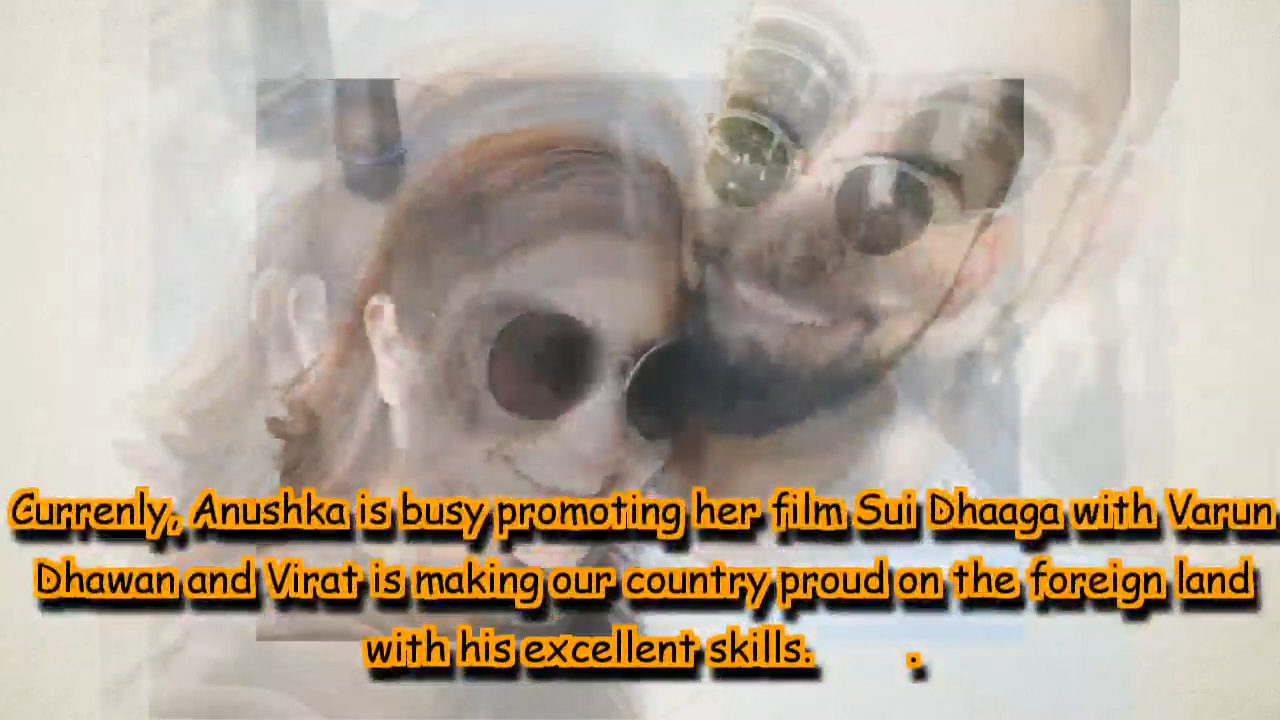 Currenly, Anushka is busy promoting her film Sui Dhaaga with Varun
Dhawan and Virat is making our country proud on the foreign land
with his excellent skills. .